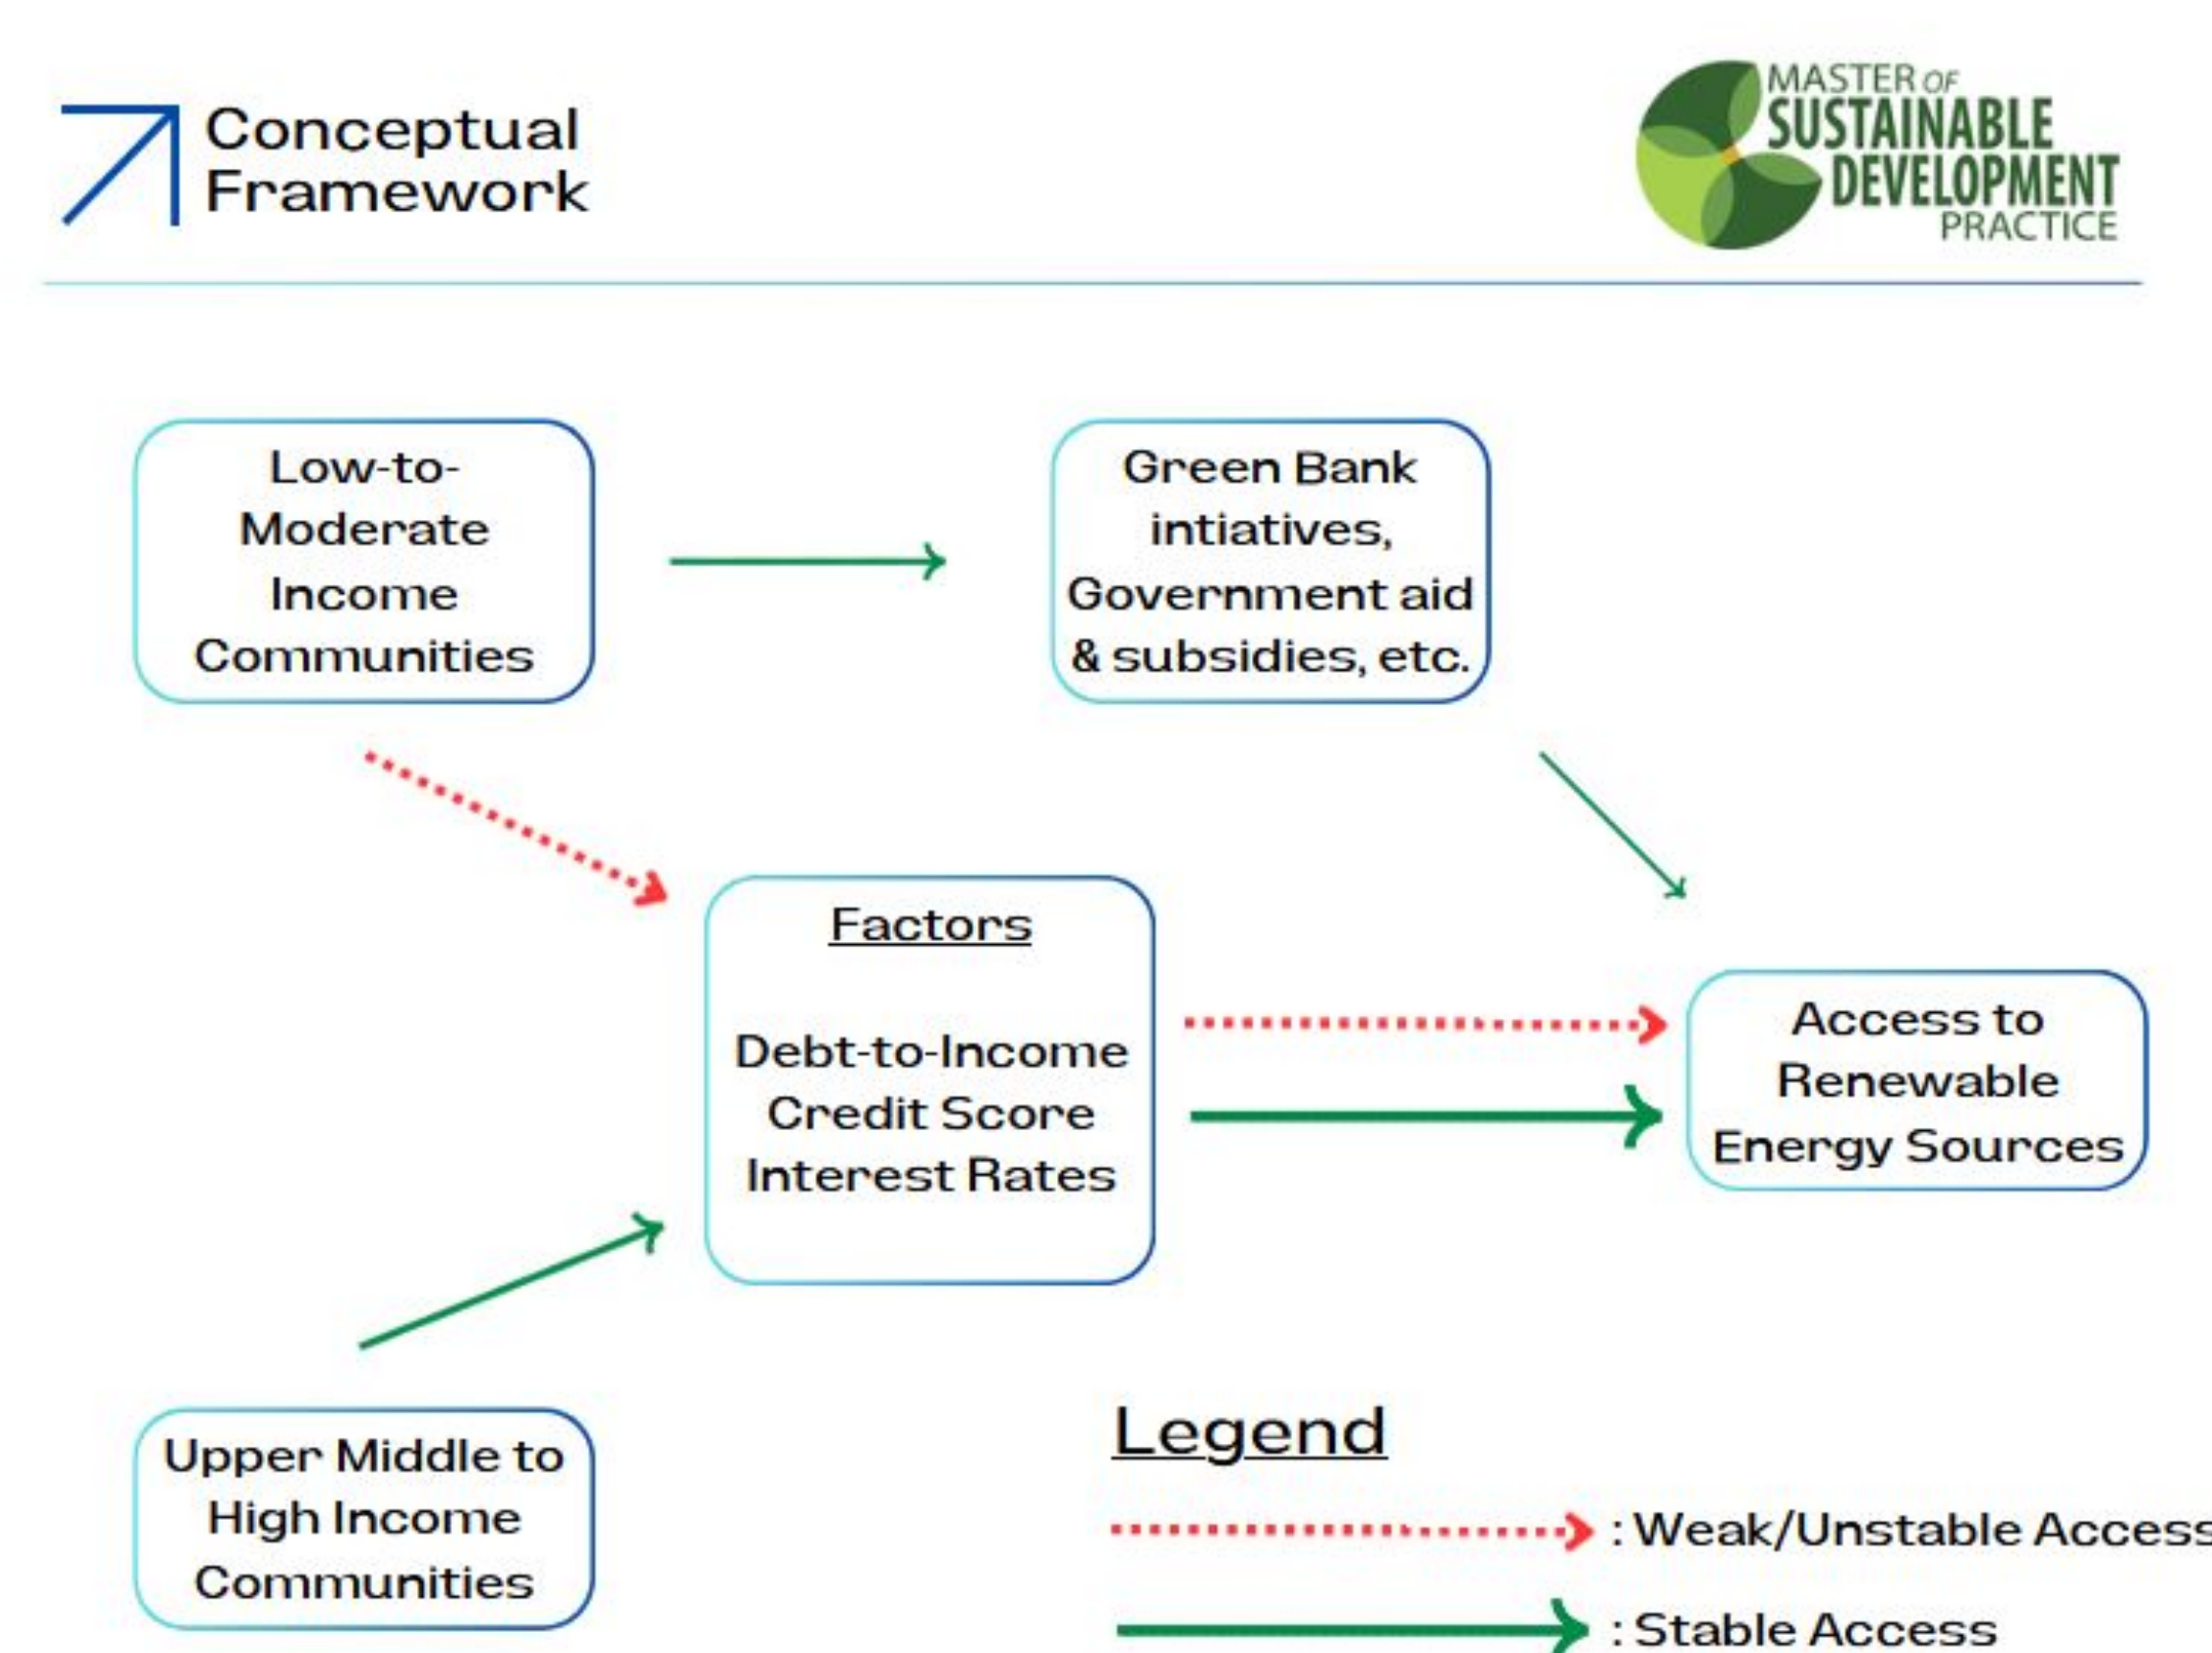 Conceptual
Framework
MASTER OF
SUSTAINABLE
DEVELOPMENT
PRACTICE
Low-to-
Moderate
Income
Communities
Green Bank
intiatives,
Government aid
& subsidies, etc.
Factors
Debt-to-Income
Credit Score
Interest Rates
Access to
Renewable
Energy Sources
Upper Middle to
High Income
Communities
Legend
: Weak/Unstable Access
: Stable Access